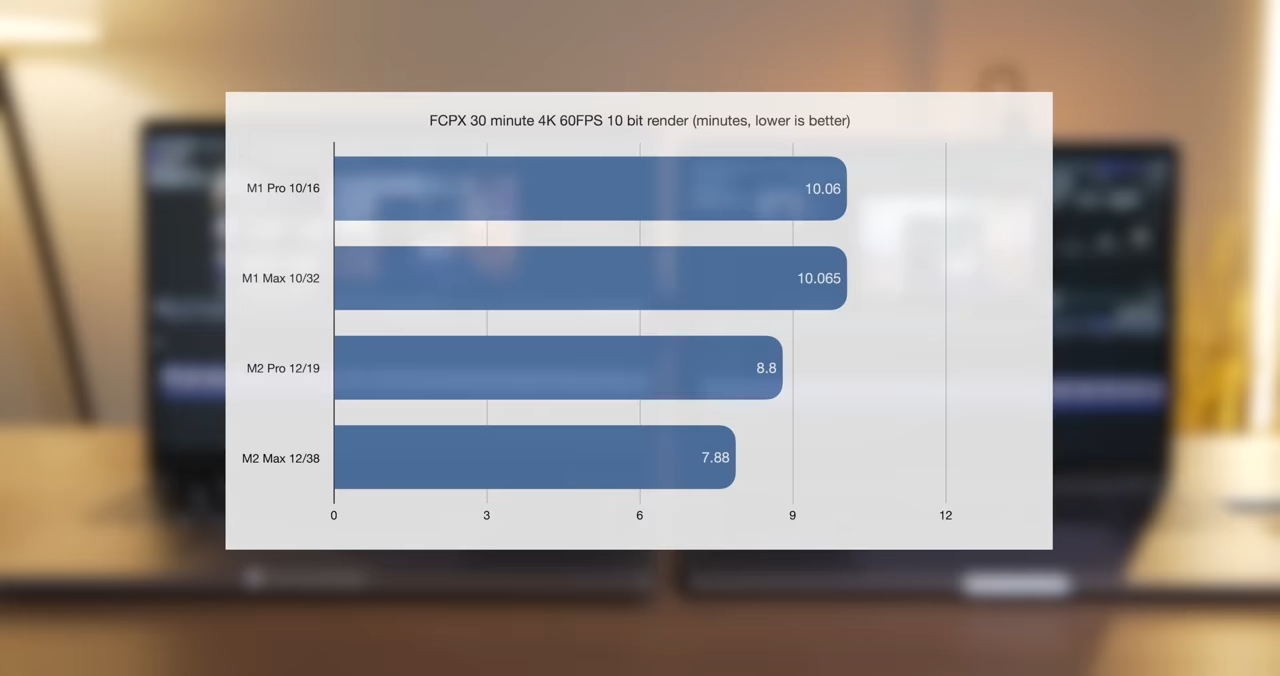 FCPX 30 minute 4K 60FPS 10 bit render (minutes, lower is better)
M1 Pro 10/16
10.06
M1 Max 10/32
10.065
M2 Pro 12/19
8.8
M2 Max 12/38
7.88
0 3 6 9 12